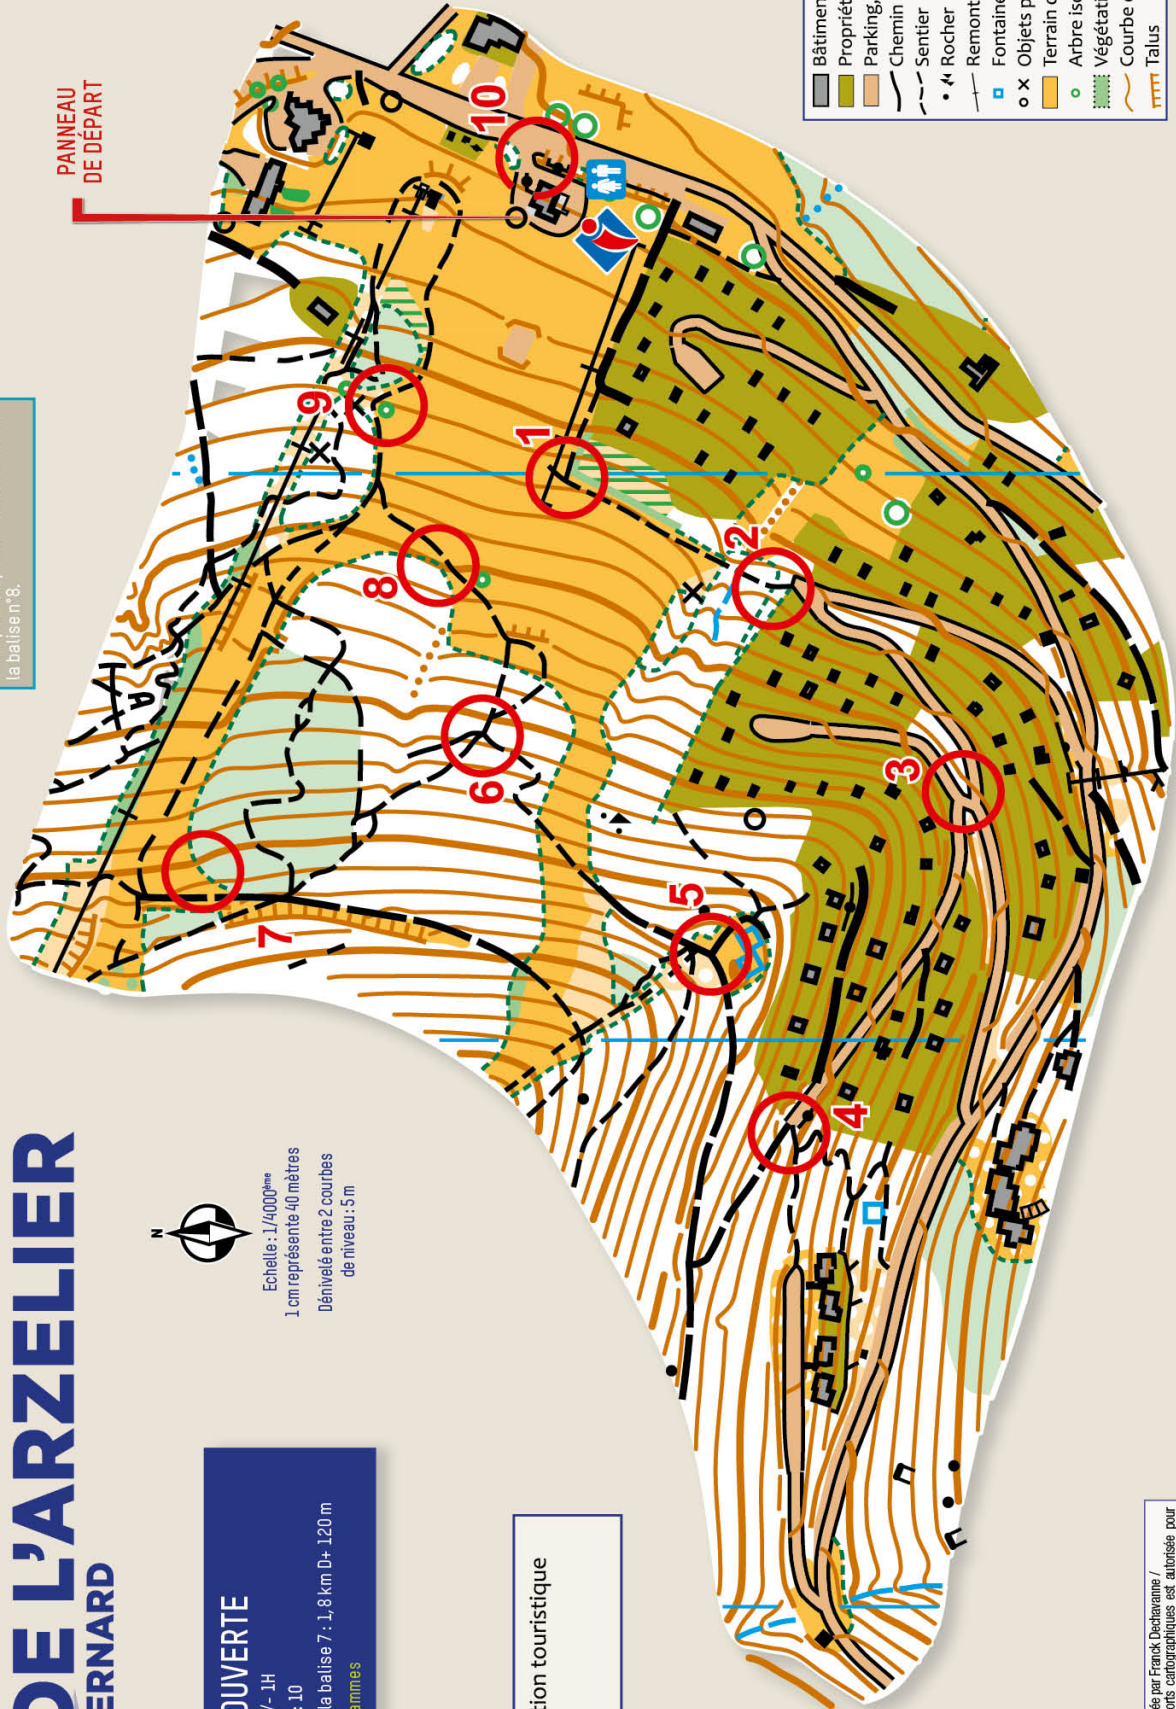 DE L'ARZELIER
ERNARD
la balise n°8.
N
Echelle : 1/4000ème
1 cm représente 40 mètres
Dénivelé entre 2 courbes
de niveau : 5 m
OUVERTE
/- 1H
: 10
la balise 7 : 1,8 km D+ 120 m
ammes
tion touristique
PANNEAU
DE DÉPART
1
2
3
4
5
6
7
8
9
10
Bâtimen
Propriét
Parking,
Chemin
Sentier
Rocher
Remont
Fontaine
Objets p
Terrain d
Arbre iso
Végétati
Courbe d
Talus
ée par Franck Dechavanne /
orts cartographiques est autorisée pour